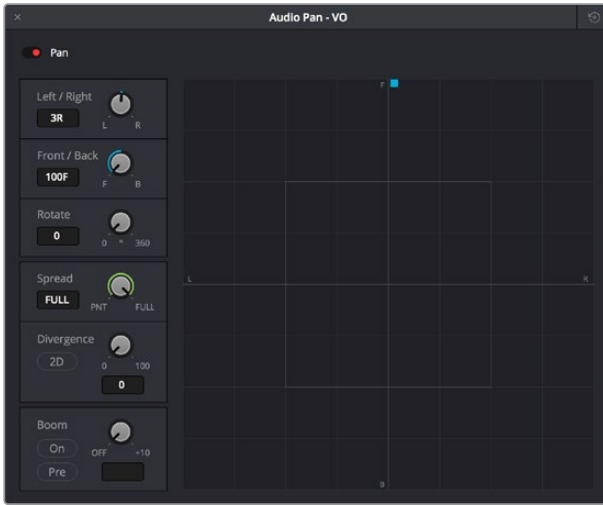 Audio Pan - VO
Pan
Left / Right
3R
L R
Front / Back
100F
F B
Rotate
0
0 ° 360
Spread
FULL
PNT FULL
Divergence
2D
0 100
0
Boom
On
OFF +10
Pre
F
L R
B